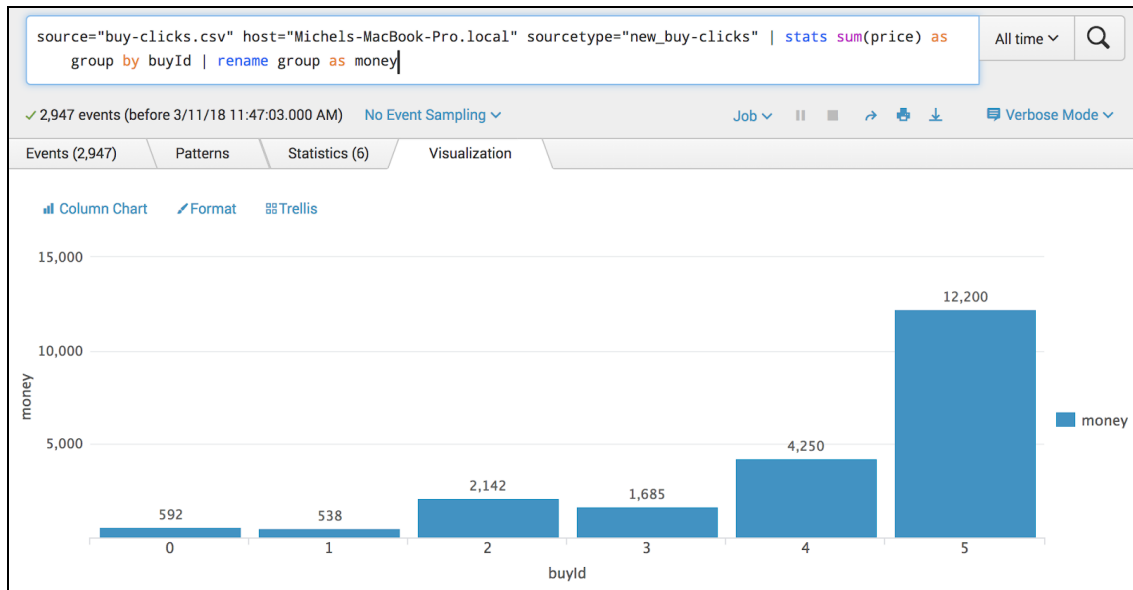 source="buy-clicks.csv" host="Michels-MacBook-Pro.local" sourcetype="new_buy-clicks" | stats sum(price) as
group by buyId | rename group as money
All time
2,947 events (before 3/11/18 11:47:03.000 AM)
No Event Sampling
Job
Verbose Mode
Events (2,947)
Patterns
Statistics (6)
Visualization
Column Chart
Format
Trellis
15,000
10,000
5,000
money
592
538
2,142
1,685
4,250
12,200
0
1
2
3
4
5
buyId
money